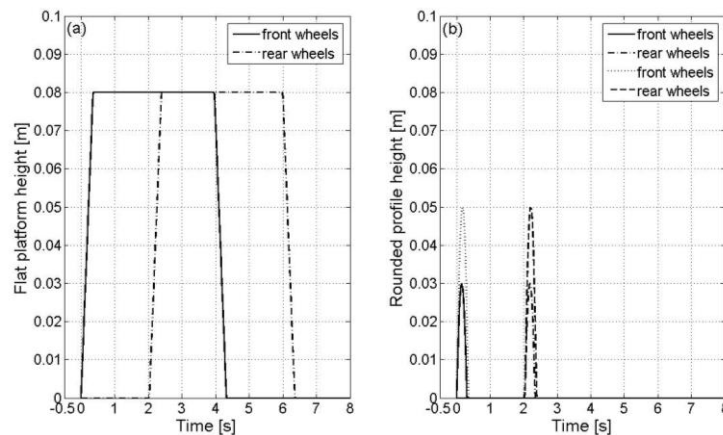 (a)
front wheels
rear wheels
0.1
0.09
0.08
0.07
0.06
0.05
0.04
0.03
0.02
0.01
0
Flat platform height [m]
-0.5 0 1 2 3 4 5 6 7 8
Time [s]
(b)
front wheels
rear wheels
front wheels
rear wheels
0.1
0.09
0.08
0.07
0.06
0.05
0.04
0.03
0.02
0.01
0
Rounded profile height [m]
-0.5 0 1 2 3 4 5 6 7 8
Time [s]